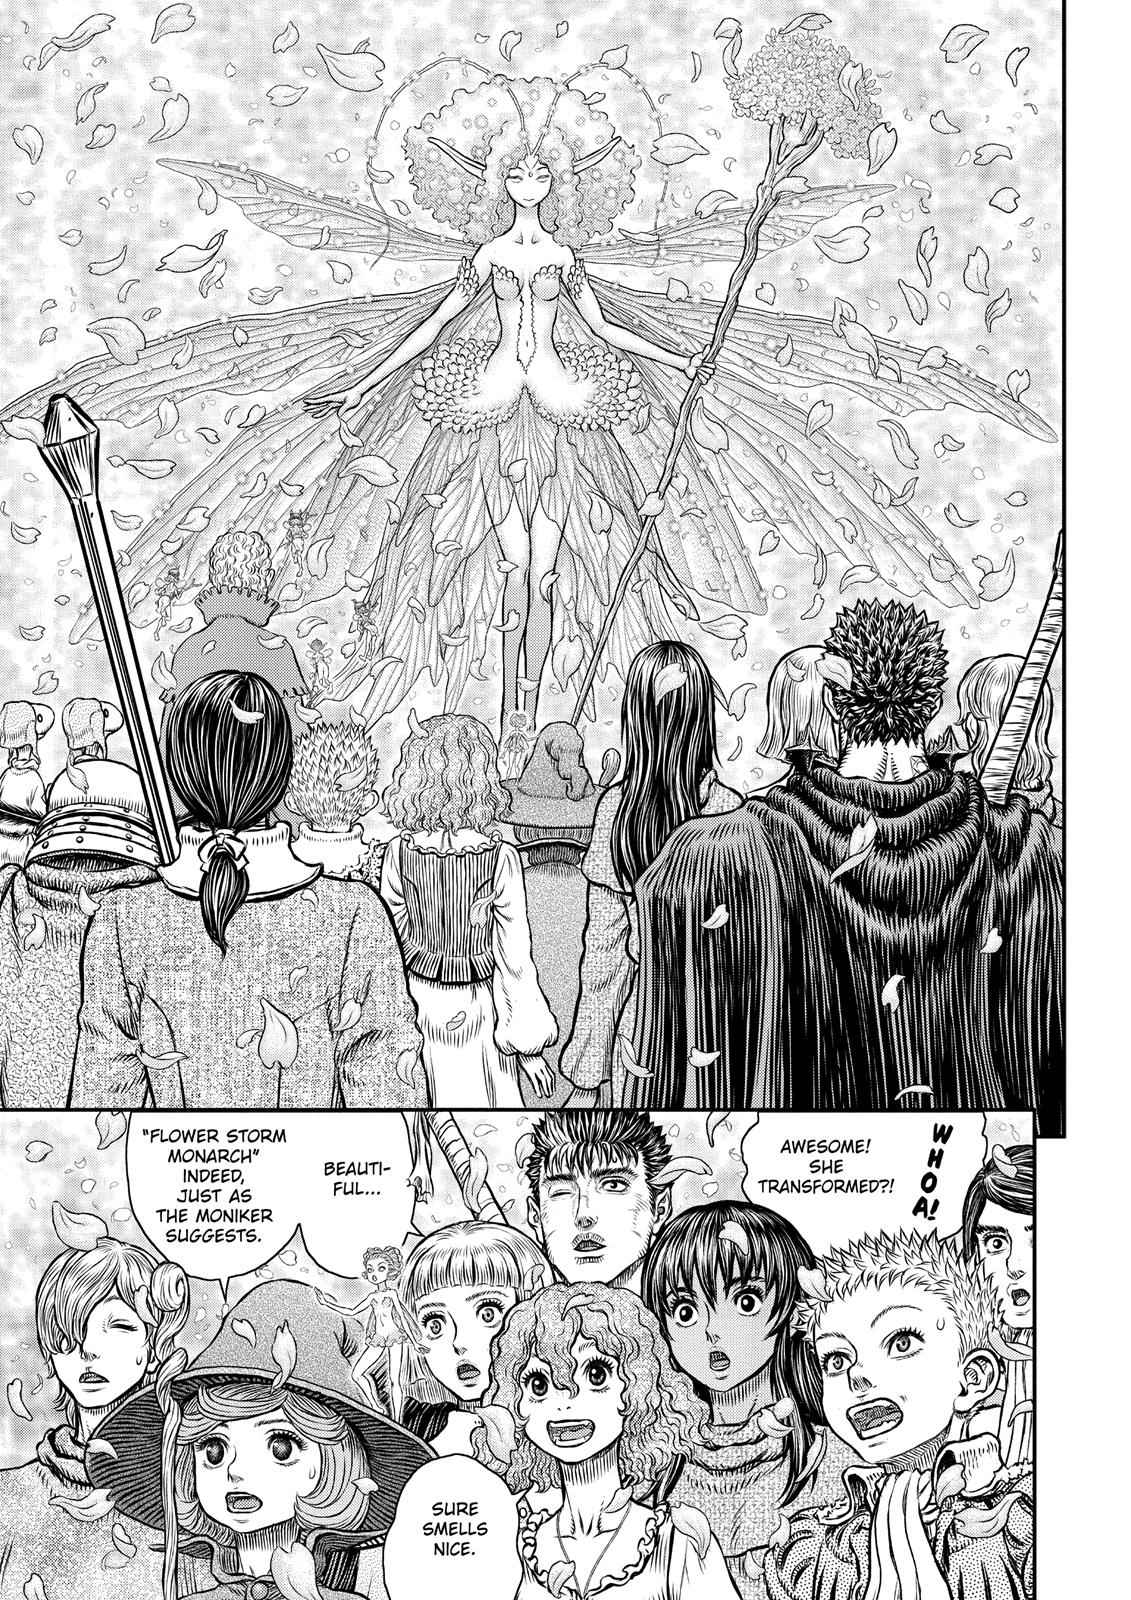 WHOA!
AWESOME!
SHE
TRANSFORMED?!
BEAUTI-
FUL...
"FLOWER STORM
MONARCH"
INDEED,
JUST AS
THE MONIKER
SUGGESTS.
SURE
SMELLS
NICE.